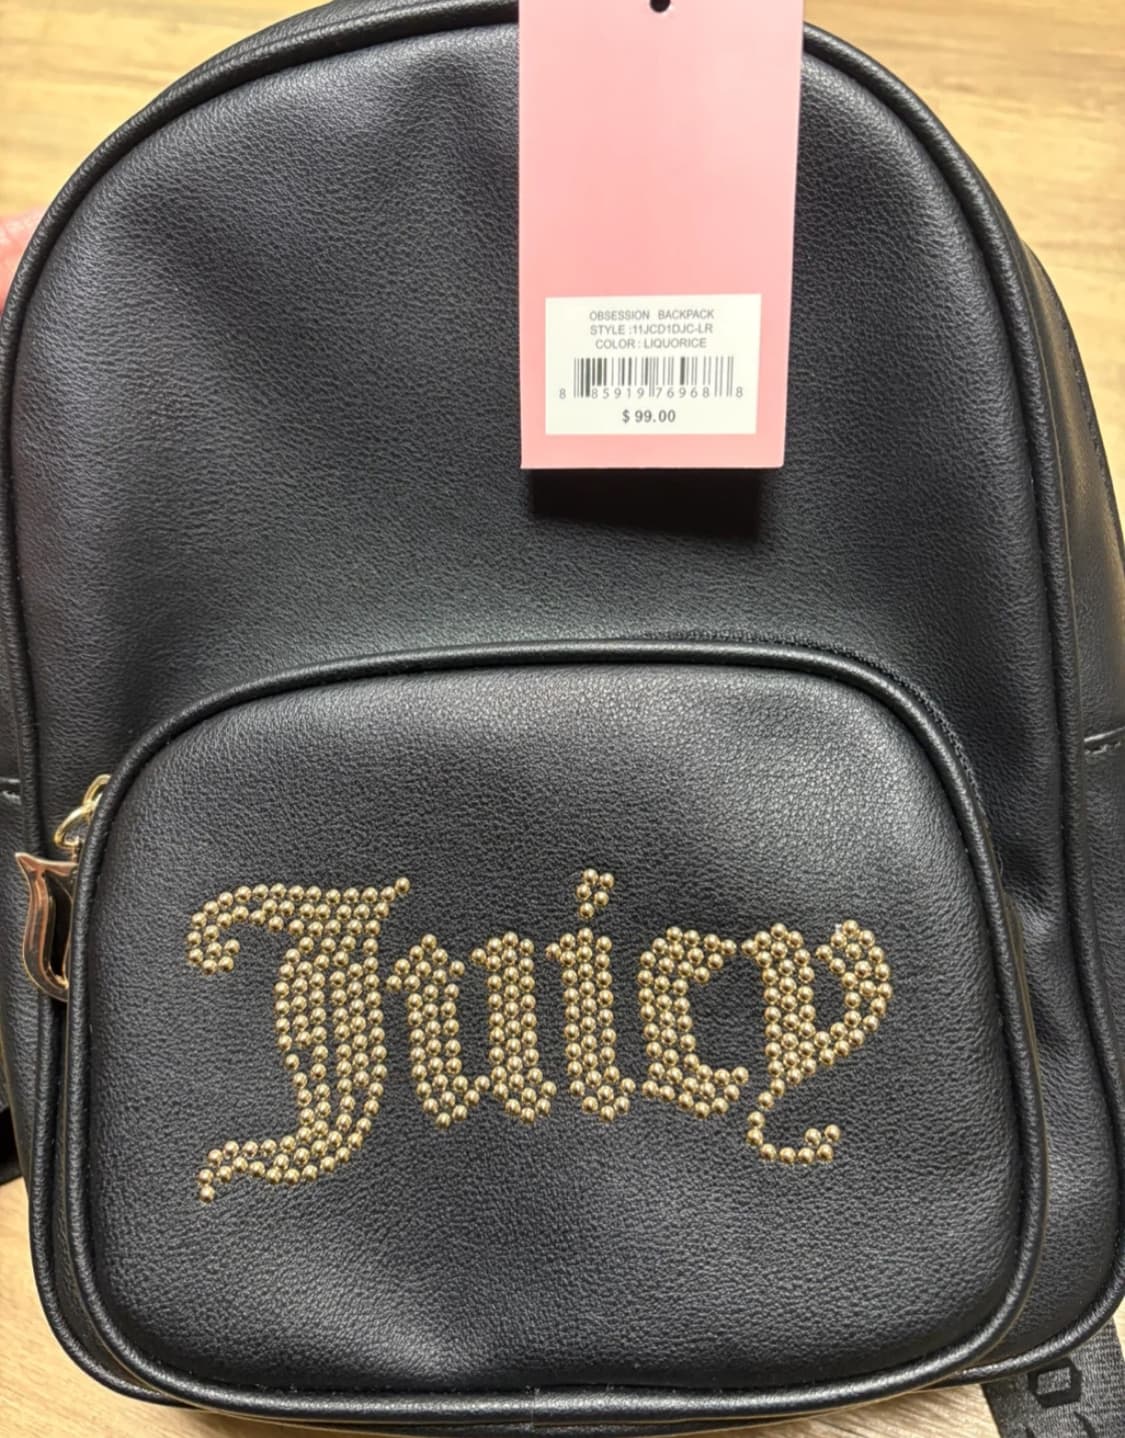 OBSESSION BACKPACK
STYLE :11JCD1DJC-LR
COLOR : LIQUORICE
8 85919 76968 8
$ 99.00
Juicy